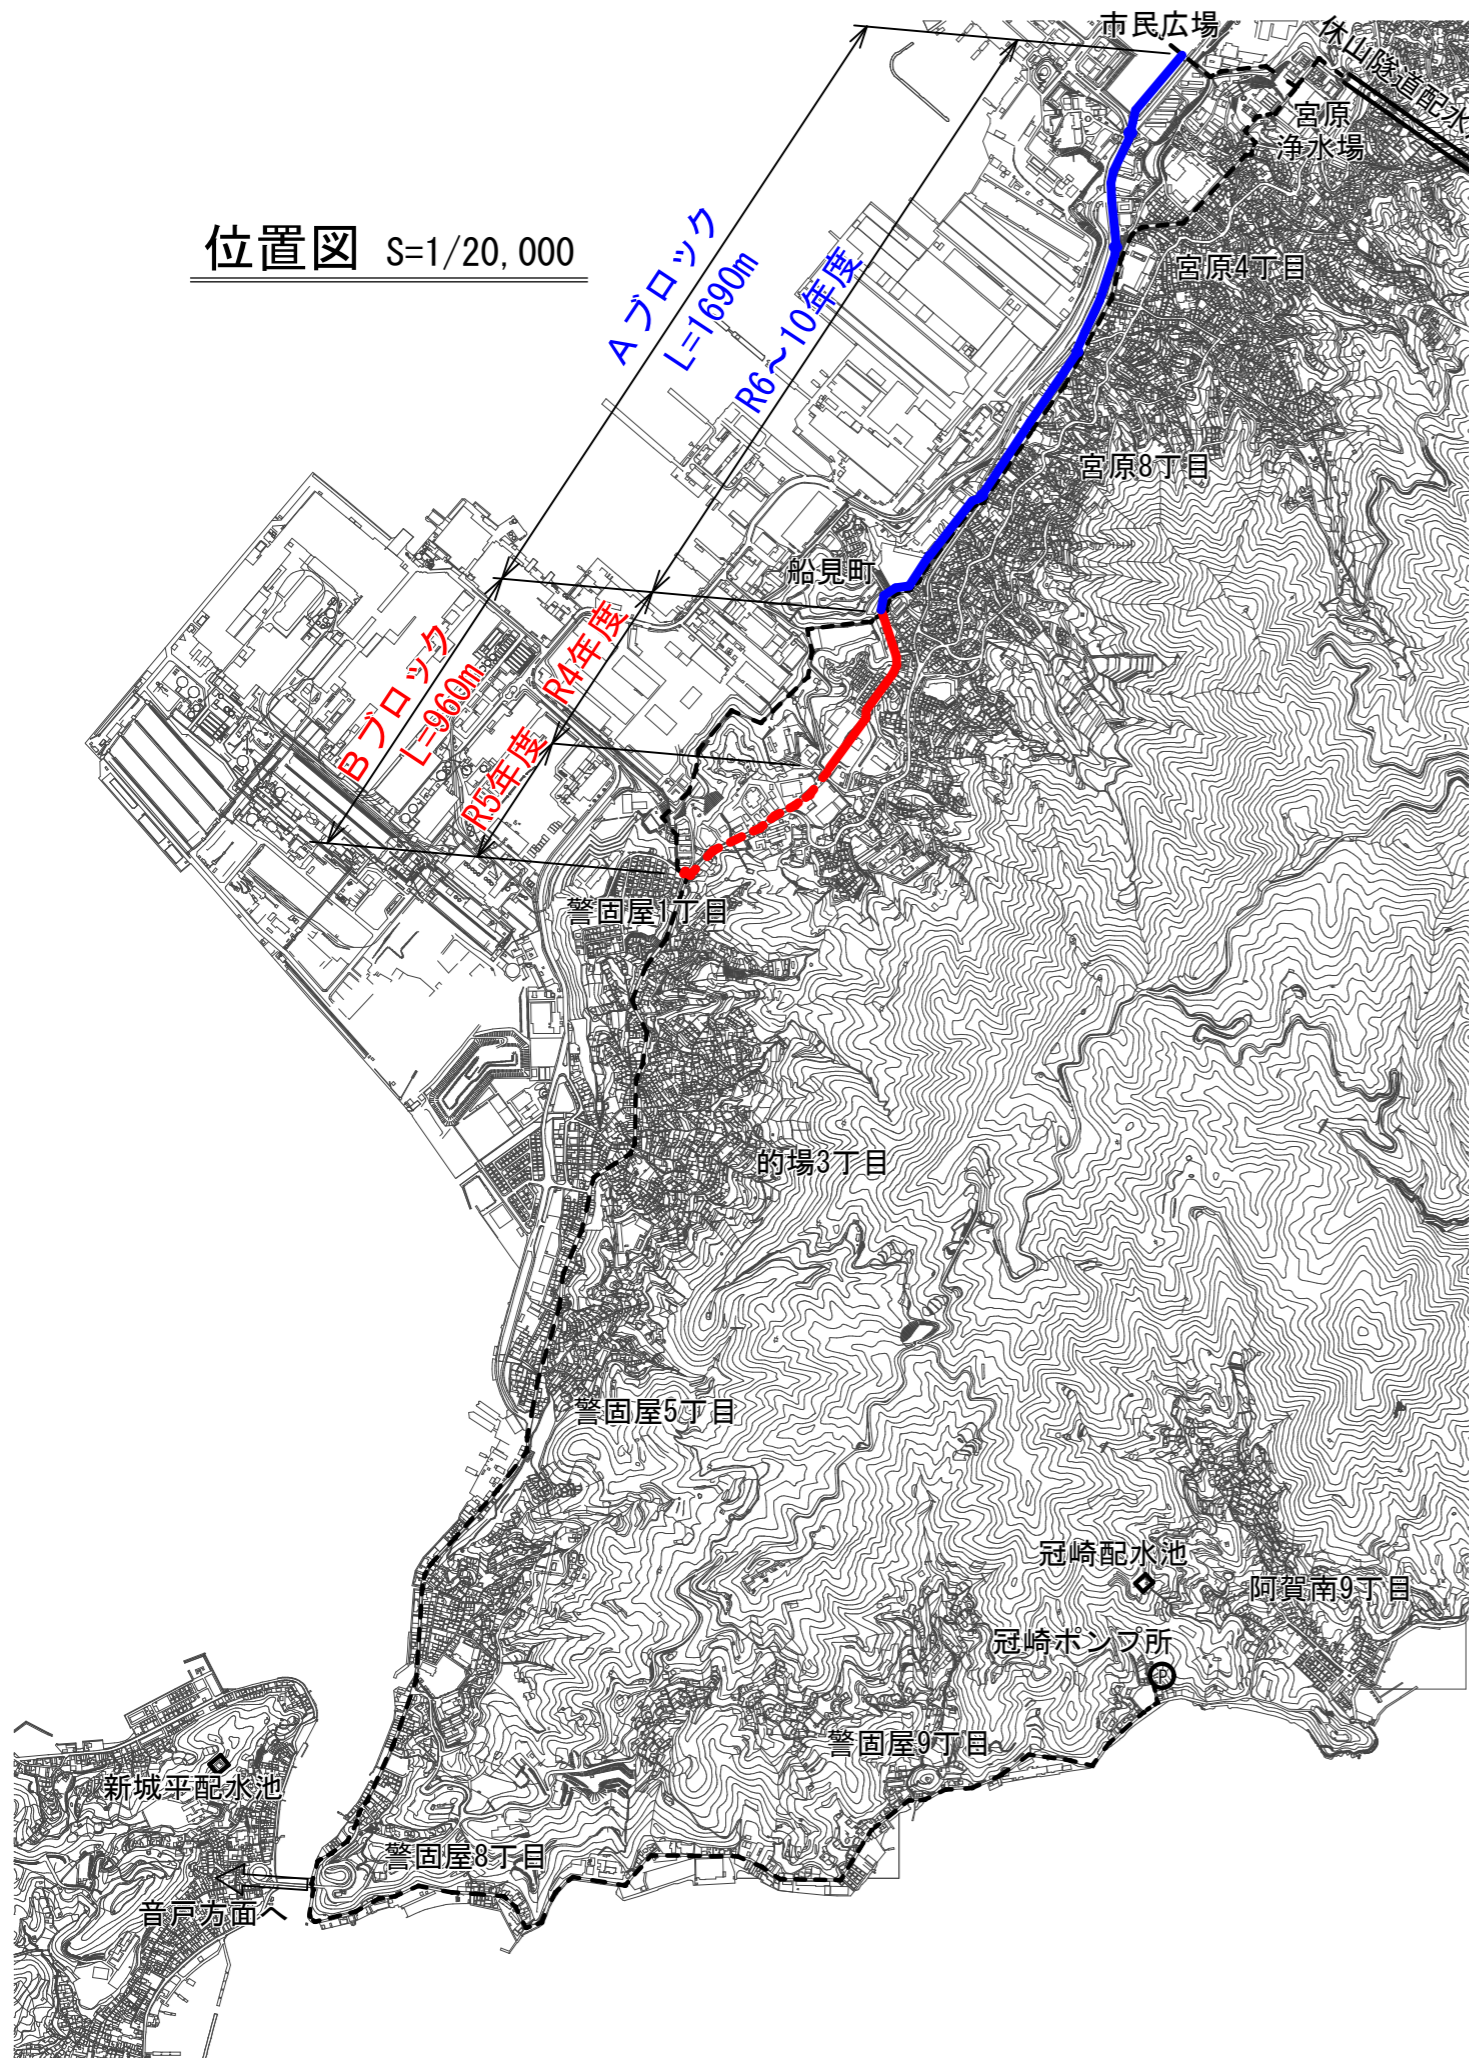 市民広場
休山隧道配水
宮原
浄水場
位置図 S=1/20,000
Aブロック
L=1690m
R6～10年度
宮原4丁目
宮原8丁目
船見町
Bブロック
L=960m
R4年度
R5年度
警固屋1丁目
的場3丁目
警固屋5丁目
冠崎配水池
阿賀南9丁目
冠崎ポンプ所
P
警固屋9丁目
新城平配水池
警固屋8丁目
音戸方面へ